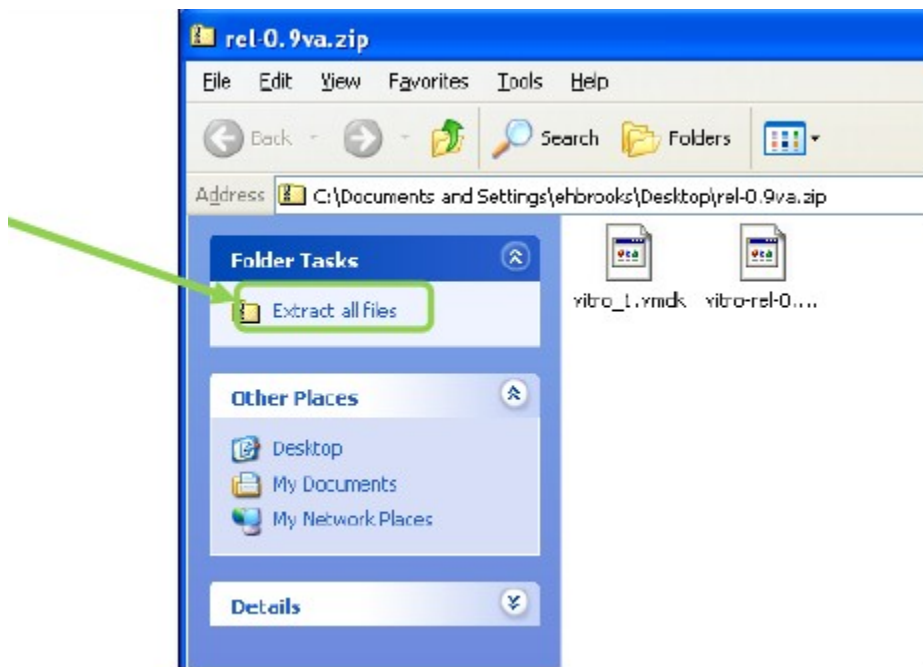 rel-0.9va.zip
File Edit View Favorites Tools Help
Back Search Folders
Address C:\Documents and Settings\ehbrooks\Desktop\rel-0.9va.zip
Folder Tasks
Extract all files
vitro_1.vmdk vitro-rel-0....
Other Places
Desktop
My Documents
My Network Places
Details